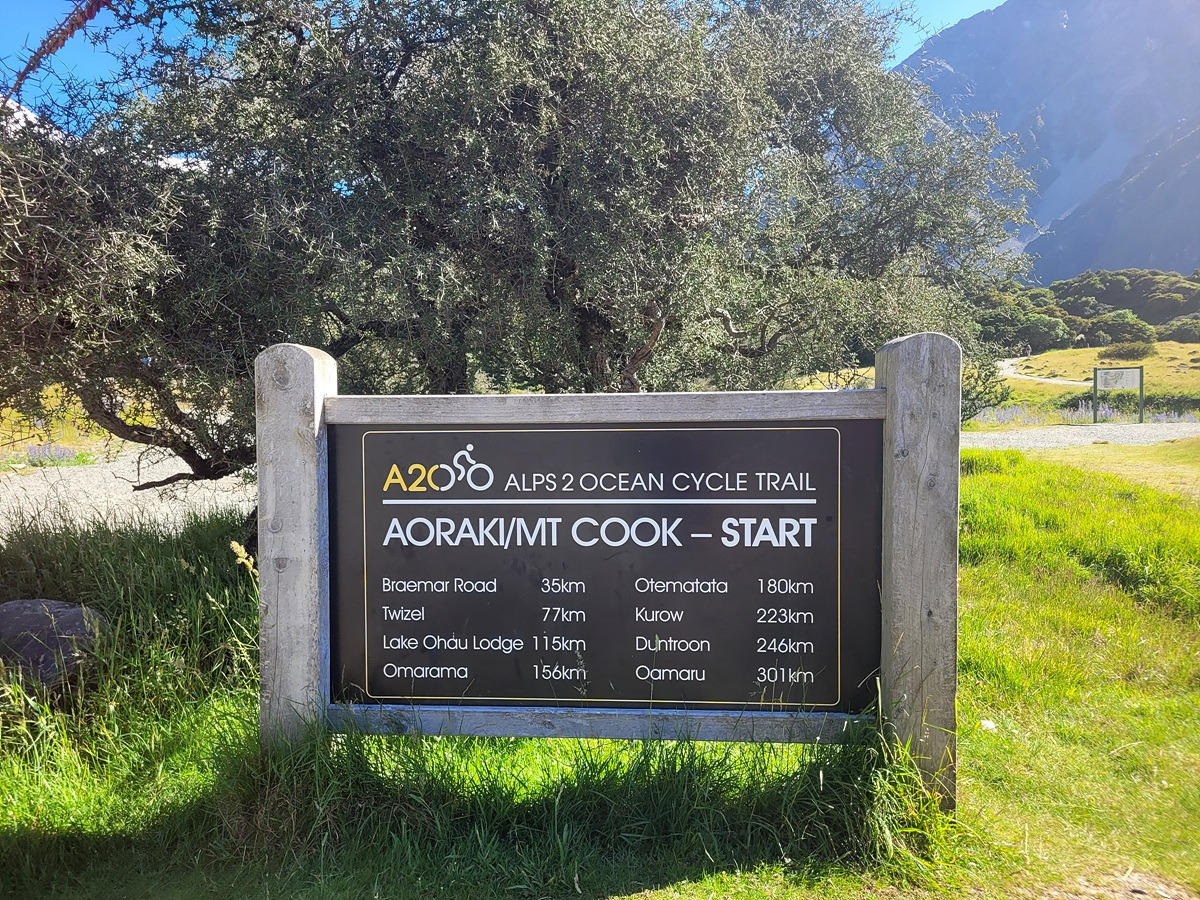 A2O ALPS 2 OCEAN CYCLE TRAIL
AORAKI/MT COOK – START
Braemar Road 35km
Twizel 77km
Lake Ohau Lodge 115km
Omarama 156km
Otematata 180km
Kurow 223km
Duntroon 246km
Oamaru 301km